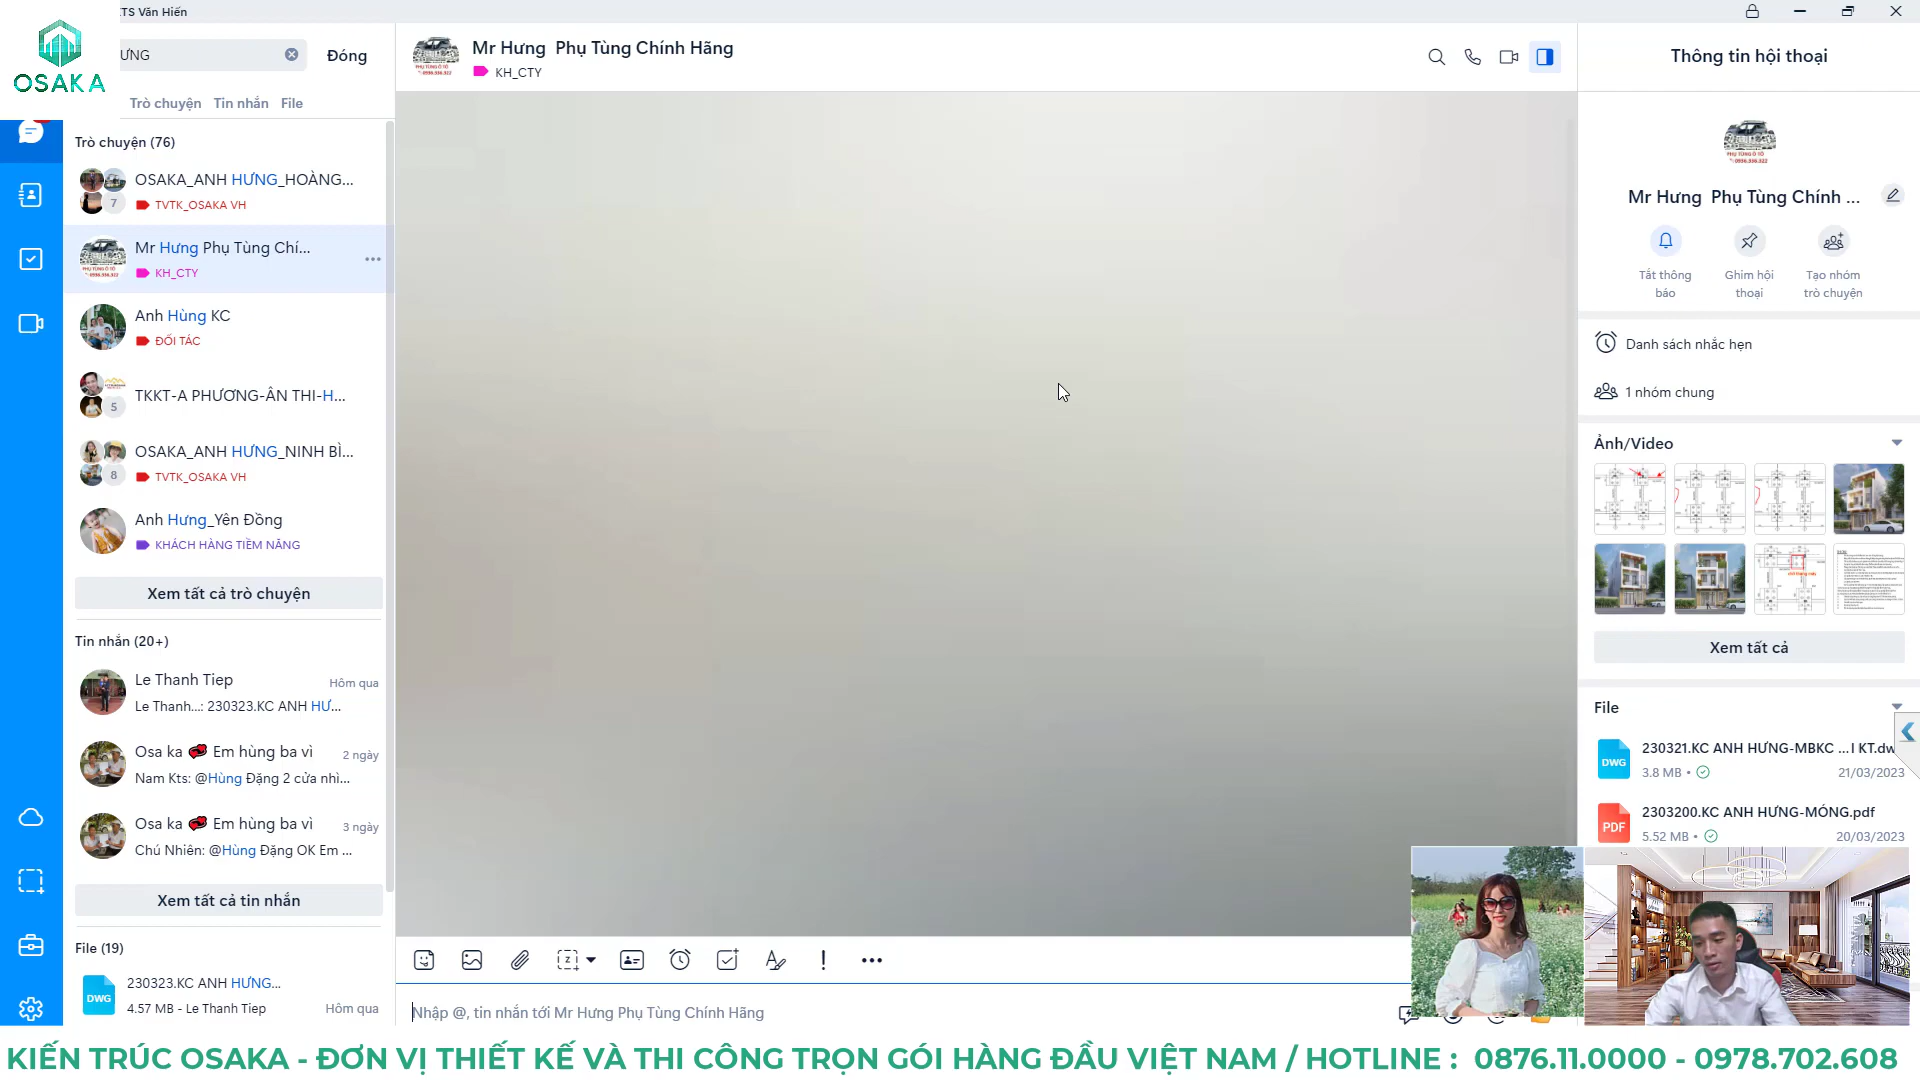 KTS Văn Hiến
OSAKA
ƯNG
Đóng
Trò chuyện
Tin nhắn
File
Trò chuyện (76)
OSAKA_ANH HƯNG_HOÀNG...
7
TVTK_OSAKA VH
Mr Hưng Phụ Tùng Chí...
KH_CTY
Anh Hùng KC
ĐỐI TÁC
TKKT-A PHƯƠNG-ÂN THI-H...
5
OSAKA_ANH HƯNG_NINH BÌ...
8
TVTK_OSAKA VH
Anh Hưng_Yên Đồng
KHÁCH HÀNG TIỀM NĂNG
Xem tất cả trò chuyện
Tin nhắn (20+)
Le Thanh Tiep
Hôm qua
Le Thanh...: 230323.KC ANH HƯ...
Osa ka 💞 Em hùng ba vì
2 ngày
Nam Kts: @Hùng Đặng 2 cửa nhì...
Osa ka 💞 Em hùng ba vì
3 ngày
Chú Nhiên: @Hùng Đặng OK Em ...
Xem tất cả tin nhắn
File (19)
DWG
230323.KC ANH HƯNG...
4.57 MB - Le Thanh Tiep
Hôm qua
Mr Hưng  Phụ Tùng Chính Hãng
KH_CTY
Nhập @, tin nhắn tới Mr Hưng Phụ Tùng Chính Hãng
Thông tin hội thoại
Mr Hưng  Phụ Tùng Chính ...
Tắt thông báo
Ghim hội thoại
Tạo nhóm trò chuyện
Danh sách nhắc hẹn
1 nhóm chung
Ảnh/Video
Xem tất cả
File
DWG
230321.KC ANH HƯNG-MBKC ...I KT.dw
3.8 MB •
21/03/2023
PDF
2303200.KC ANH HƯNG-MÓNG.pdf
5.52 MB •
20/03/2023
KIẾN TRÚC OSAKA - ĐƠN VỊ THIẾT KẾ VÀ THI CÔNG TRỌN GÓI HÀNG ĐẦU VIỆT NAM / HOTLINE :  0876.11.0000 - 0978.702.608